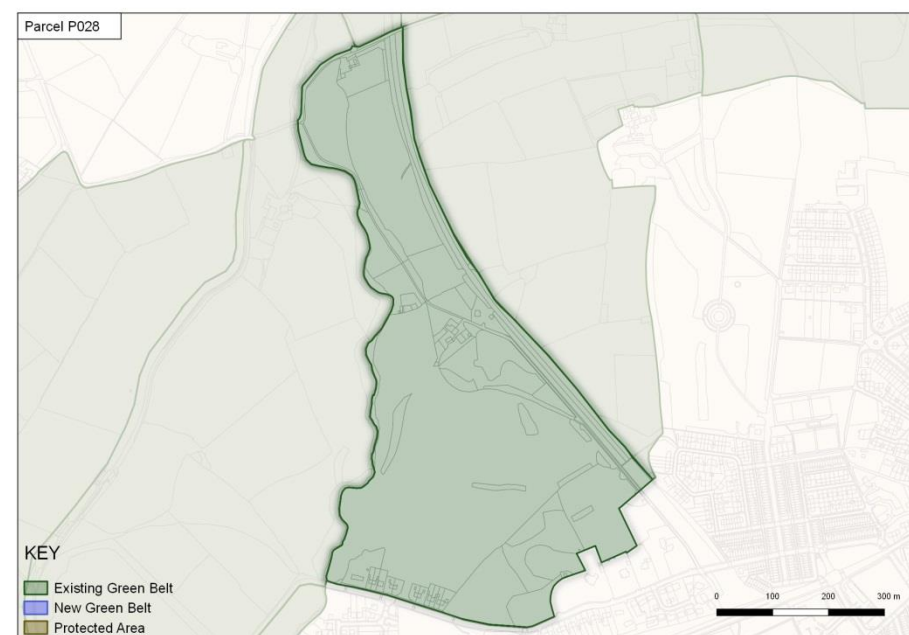 Parcel P028
KEY
Existing Green Belt
New Green Belt
Protected Area
0 100 200 300 m